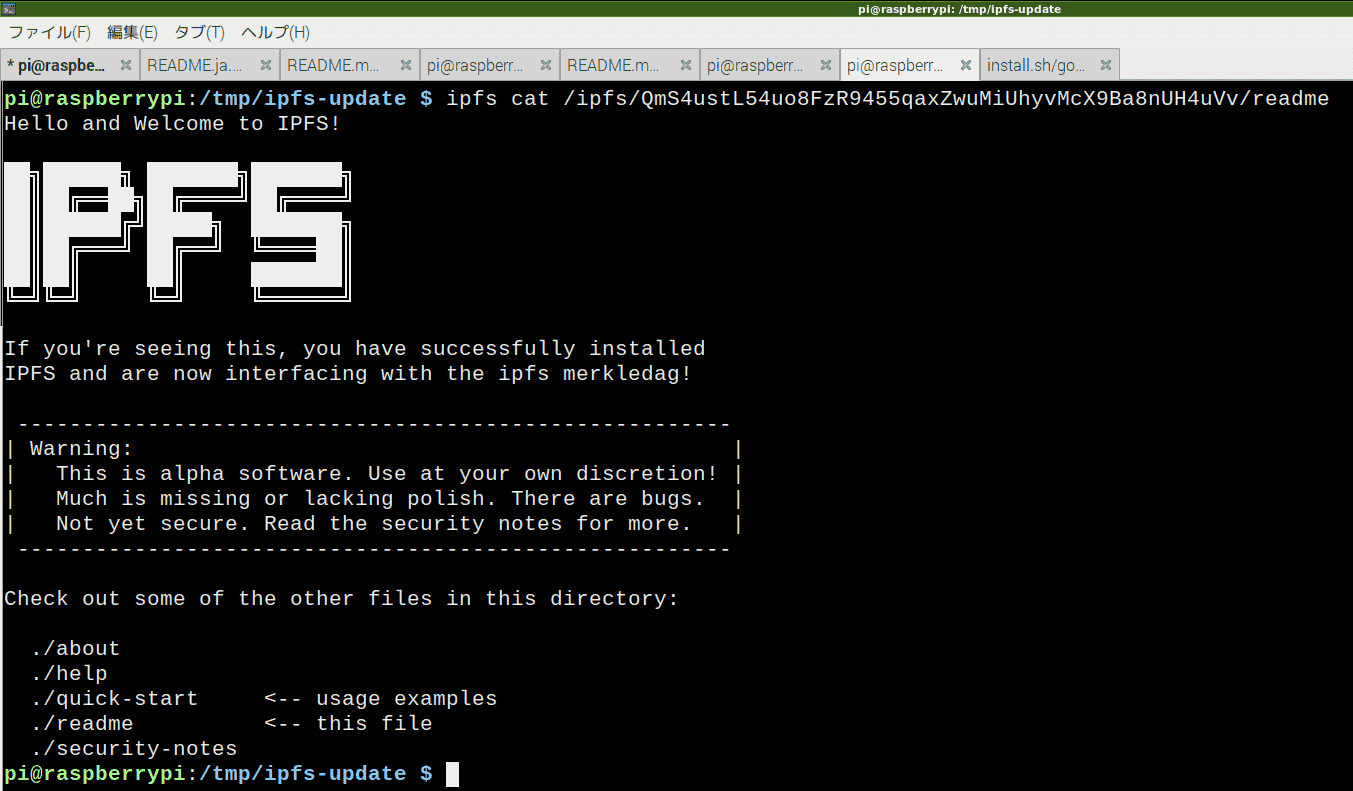 pi@raspberrypi: /tmp/ipfs-update
ファイル(F) 編集(E) タブ(T) ヘルプ(H)
* pi@raspbe... README.ja.... README.m... pi@raspberr... README.m... pi@raspberr... pi@raspberr... install.sh/go...
pi@raspberrypi:/tmp/ipfs-update $ ipfs cat /ipfs/QmS4ustL54uo8FzR9455qaxZwuMiUhyvMcX9Ba8nUH4uVv/readme
Hello and Welcome to IPFS!
IPFS
If you're seeing this, you have successfully installed
IPFS and are now interfacing with the ipfs merkledag!
-------------------------------------------------------
| Warning: |
| This is alpha software. Use at your own discretion! |
| Much is missing or lacking polish. There are bugs. |
| Not yet secure. Read the security notes for more. |
-------------------------------------------------------
Check out some of the other files in this directory:
./about
./help
./quick-start <-- usage examples
./readme <-- this file
./security-notes
pi@raspberrypi:/tmp/ipfs-update $